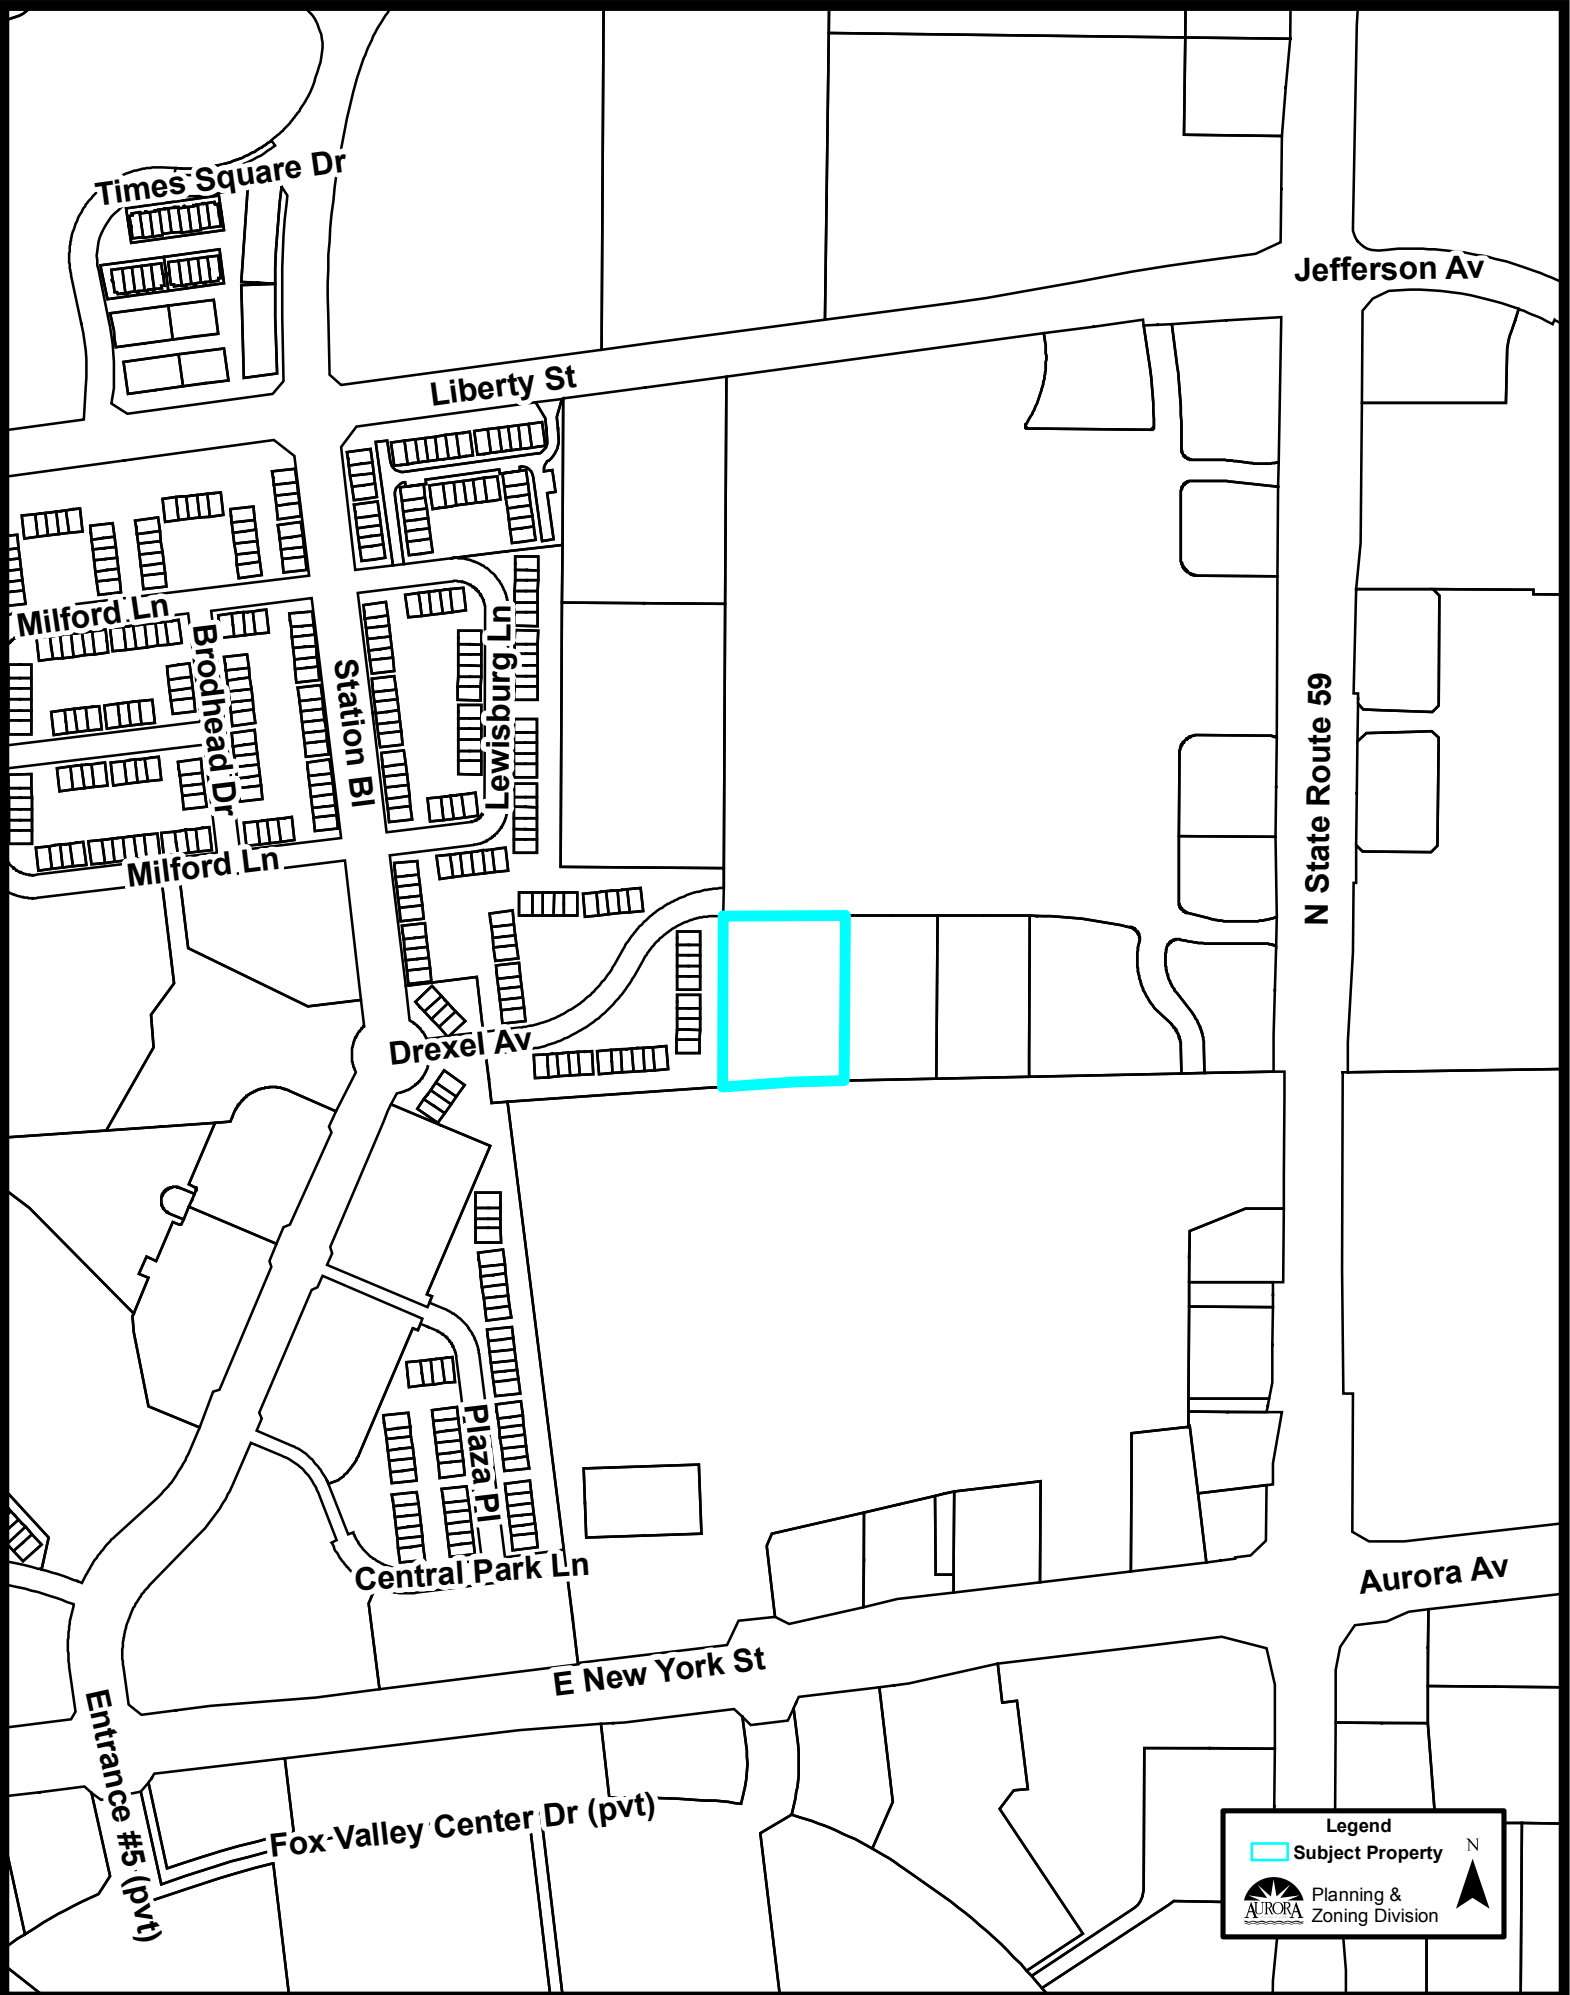 Times Square Dr
Jefferson Av
Liberty St
Milford Ln
Brodhead Dr
Station Bl
Lewisburg Ln
N State Route 59
Milford Ln
Drexel Av
Plaza Pl
Central Park Ln
Aurora Av
E New York St
Entrance #5 (pvt)
Fox Valley Center Dr (pvt)
Legend
Subject Property
N
AURORA
Planning &
Zoning Division